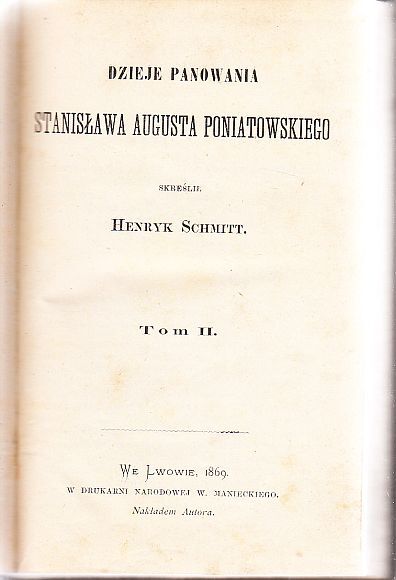 DZIEJE PANOWANIA
STANISŁAWA AUGUSTA PONIATOWSKIEGO
SKREŚLIŁ
HENRYK SCHMITT.
Tom II.
WE LWOWIE, 1869.
W DRUKARNI NARODOWEJ W. MANIECKIEGO.
Nakładem Autora.